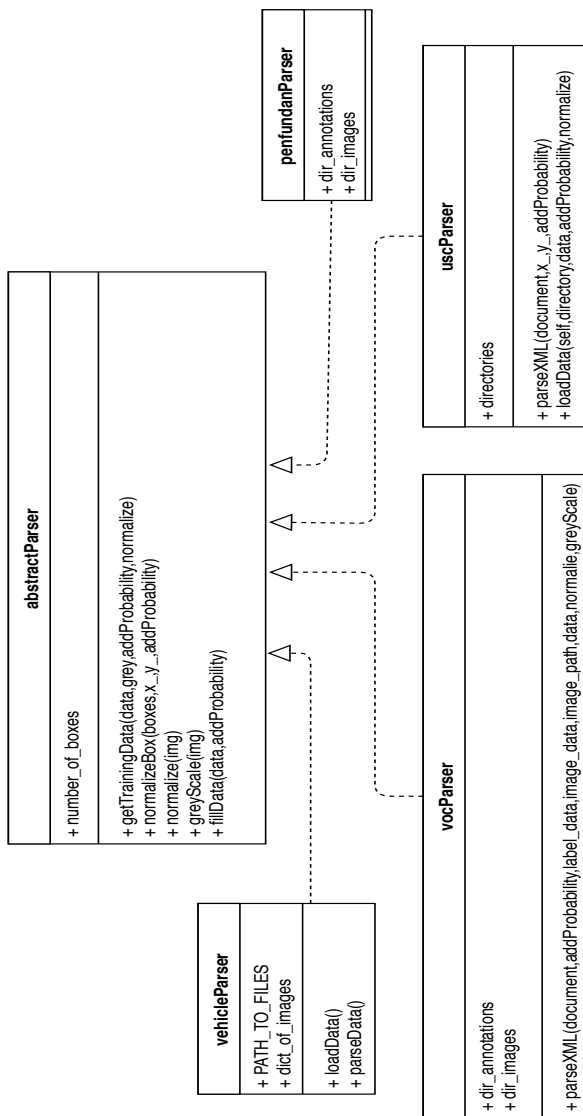 abstractParser
+ number_of_boxes
+ getTrainingData(data,grey,addProbability,normalize)
+ normalizeBox(boxes,x_,y_,addProbability)
+ normalize(img)
+ greyScale(img)
+ fillData(data,addProbability)
vehicleParser
+ PATH_TO_FILES
+ dict_of_images
+ loadData()
+ parseData()
penfundanParser
+ dir_annotations
+ dir_images
vocParser
+ dir_annotations
+ dir_images
+ parseXML(document,addProbability,label_data,image_data,image_path,data,normalie,greyScale)
uscParser
+ directories
+ parseXML(document,x_,y_,addProbability)
+ loadData(self,directory,data,addProbability,normalize)